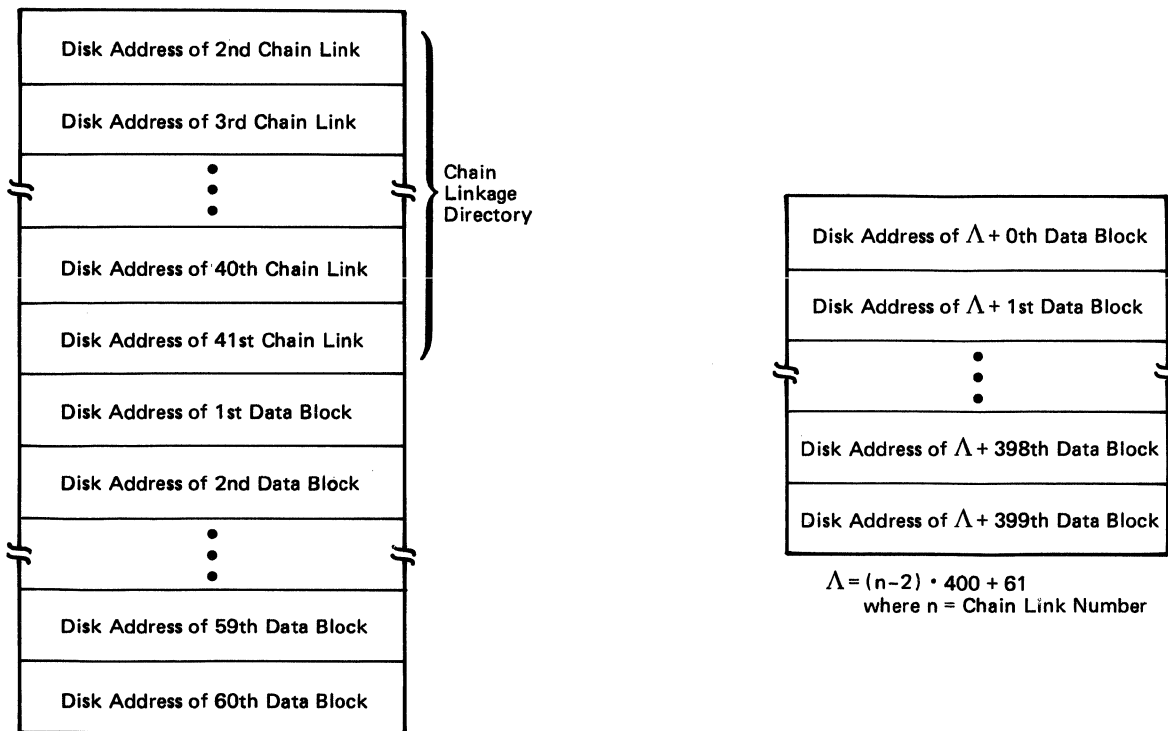 Disk Address of 2nd Chain Link
Disk Address of 3rd Chain Link
Disk Address of 40th Chain Link
Disk Address of 41st Chain Link
Disk Address of 1st Data Block
Disk Address of 2nd Data Block
Disk Address of 59th Data Block
Disk Address of 60th Data Block
Chain
Linkage
Directory
Disk Address of Λ + 0th Data Block
Disk Address of Λ + 1st Data Block
Disk Address of Λ + 398th Data Block
Disk Address of Λ + 399th Data Block
Λ = (n-2) • 400 + 61
where n = Chain Link Number